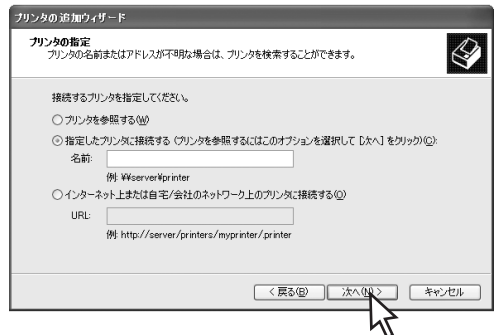 プリンタの追加ウィザード
プリンタの指定
プリンタの名前またはアドレスが不明な場合は、プリンタを検索することができます。
接続するプリンタを指定してください。
プリンタを参照する(W)
指定したプリンタに接続する (プリンタを参照するにはこのオプションを選択して [次へ] をクリック)(C):
名前:
例: ¥¥server¥printer
インターネット上または自宅/会社のネットワーク上のプリンタに接続する(O)
URL:
例: http://server/printers/myprinter/.printer
< 戻る(B) 次へ(N) > キャンセル